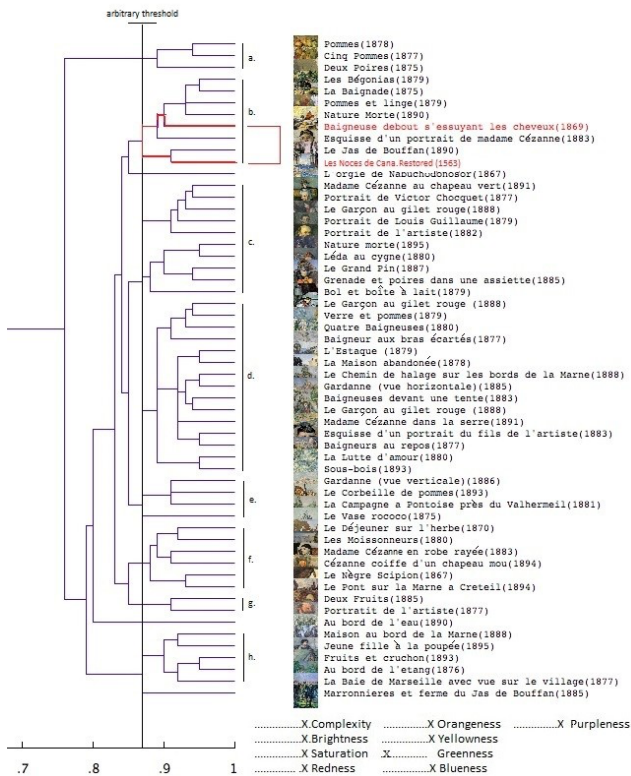 arbitrary threshold
a.
b.
c.
d.
e.
f.
g.
h.
Pommes(1878)
Cinq Pommes(1877)
Deux Poires(1875)
Les Bégonias(1879)
La Baignade(1875)
Pommes et linge(1879)
Nature Morte(1890)
Baigneuse debout s'essuyant les cheveux(1869)
Esquisse d'un portrait de madame Cézanne(1883)
Le Jas de Bouffan(1890)
Les Noces de Cana.Restored (1563)
L'orgie de Nabuchodonosor(1867)
Madame Cézanne au chapeau vert(1891)
Portrait de Victor Chocquet(1877)
Le Garçon au gilet rouge(1888)
Portrait de Louis Guillaume(1879)
Portrait de l'artiste(1882)
Nature morte(1895)
Léda au cygne(1880)
Le Grand Pin(1887)
Grenade et poires dans une assiette(1885)
Bol et boîte à lait(1879)
Le Garçon au gilet rouge (1888)
Verre et pommes(1879)
Quatre Baigneuses(1880)
Baigneur aux bras écartés(1877)
L'Estaque (1879)
La Maison abandonée(1878)
Le Chemin de halage sur les bords de la Marne(1888)
Gardanne (vue horizontale)(1885)
Baigneuses devant une tente(1883)
Le Garçon au gilet rouge (1888)
Madame Cézanne dans la serre(1891)
Esquisse d'un portrait du fils de l'artiste(1883)
Baigneurs au repos(1877)
La Lutte d'amour(1880)
Sous-bois(1893)
Gardanne (vue verticale)(1886)
Le Corbeille de pommes(1893)
La Campagne a Pontoise près du Valhermeil(1881)
Le Vase rococo(1875)
Le Déjeuner sur l'herbe(1870)
Les Moissonneurs(1880)
Madame Cézanne en robe rayée(1883)
Cézanne coiffe d'un chapeau mou(1894)
Le Nègre Scipion(1867)
Le Pont sur la Marne a Creteil(1894)
Deux Fruits(1885)
Portratit de l'artiste(1877)
Au bord de l'eau(1890)
Maison au bord de la Marne(1888)
Jeune fille à la poupée(1895)
Fruits et cruchon(1893)
Au bord de l'etang(1876)
La Baie de Marseille avec vue sur le village(1877)
Marronnieres et ferme du Jas de Bouffan(1885)
..............X.Complexity .............X Orangeness .............X Purpleness
..............X.Brightness ..............X Yellowness
..............X Saturation .X............ Greenness
.............. .X Redness ..............X Blueness
.7 .8 .9 1